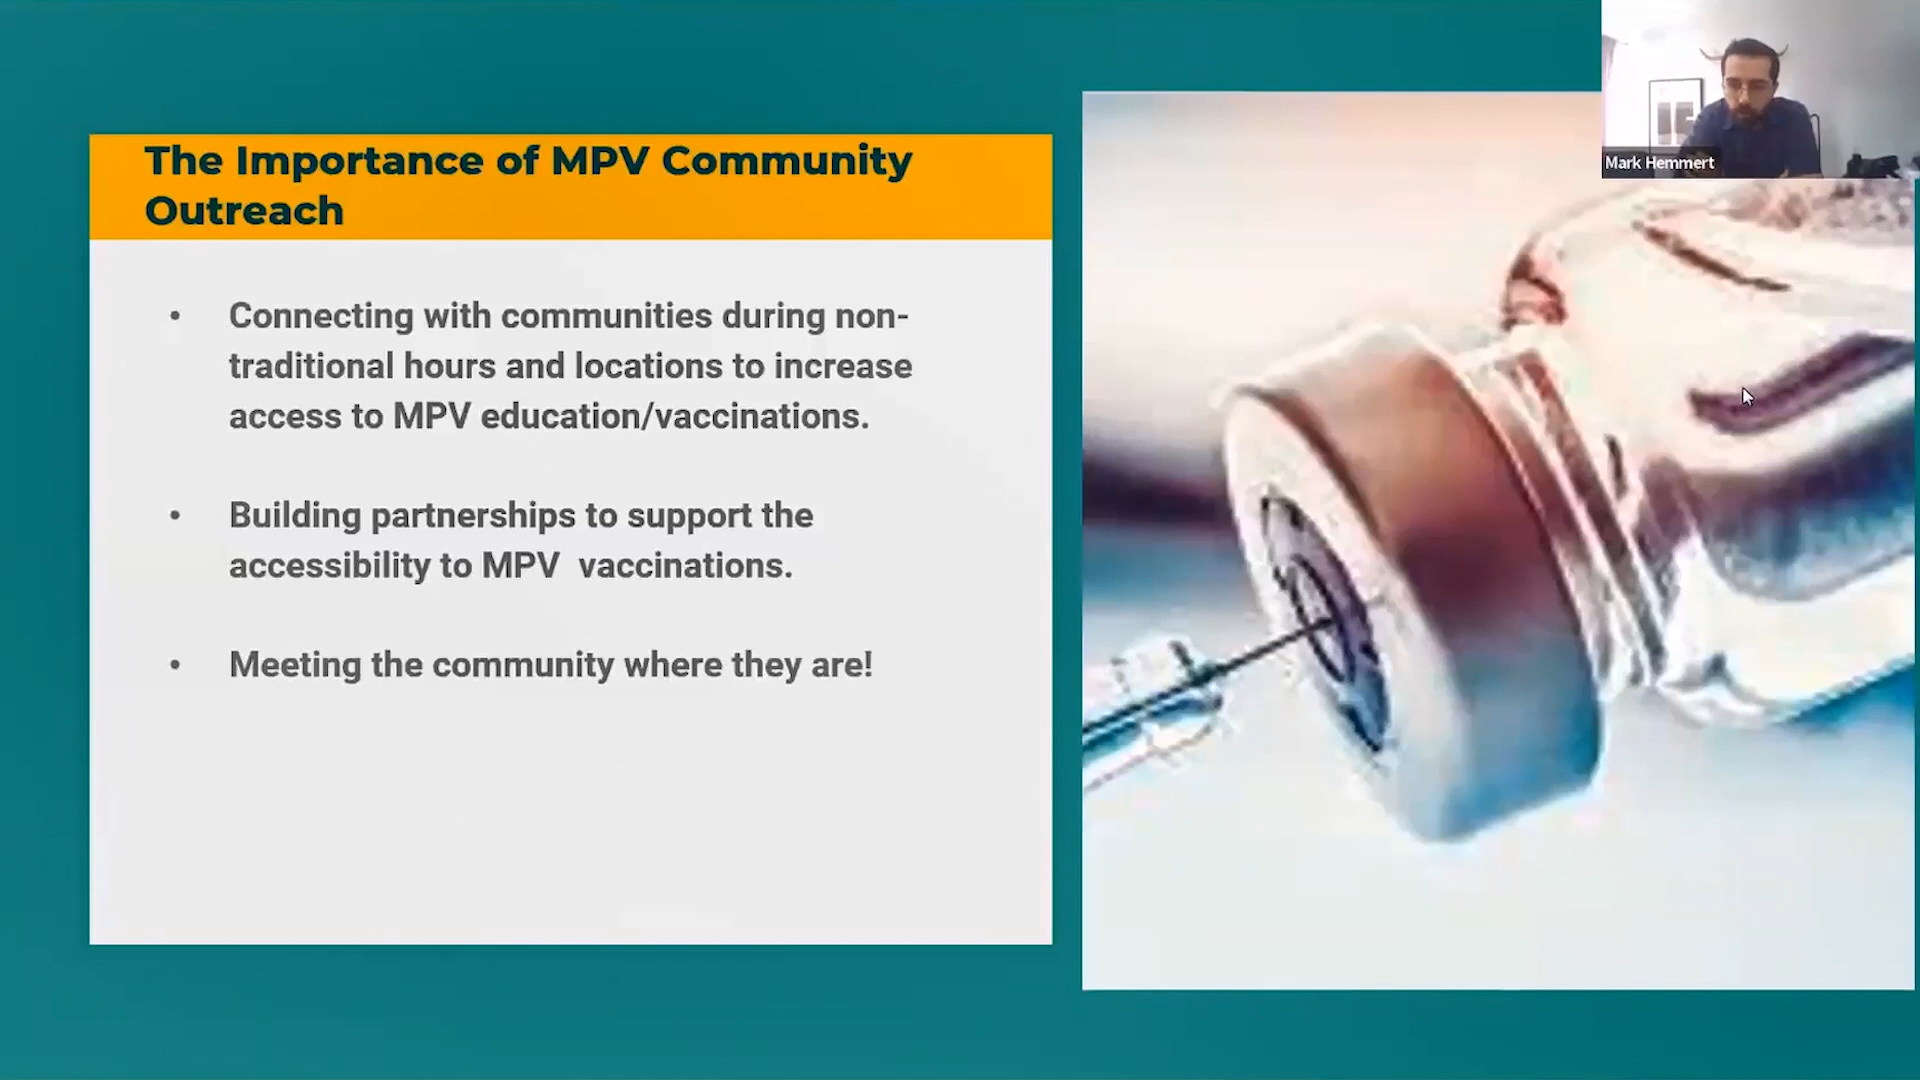 The Importance of MPV Community
Outreach
• Connecting with communities during non-
traditional hours and locations to increase
access to MPV education/vaccinations.
• Building partnerships to support the
accessibility to MPV  vaccinations.
• Meeting the community where they are!
Mark Hemmert